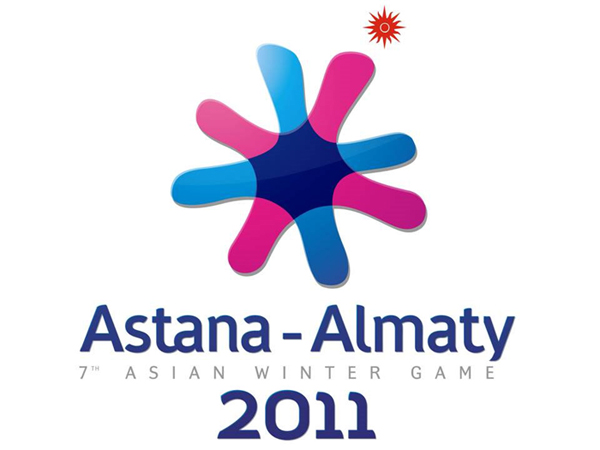 Astana - Almaty
7TH ASIAN WINTER GAME
2011